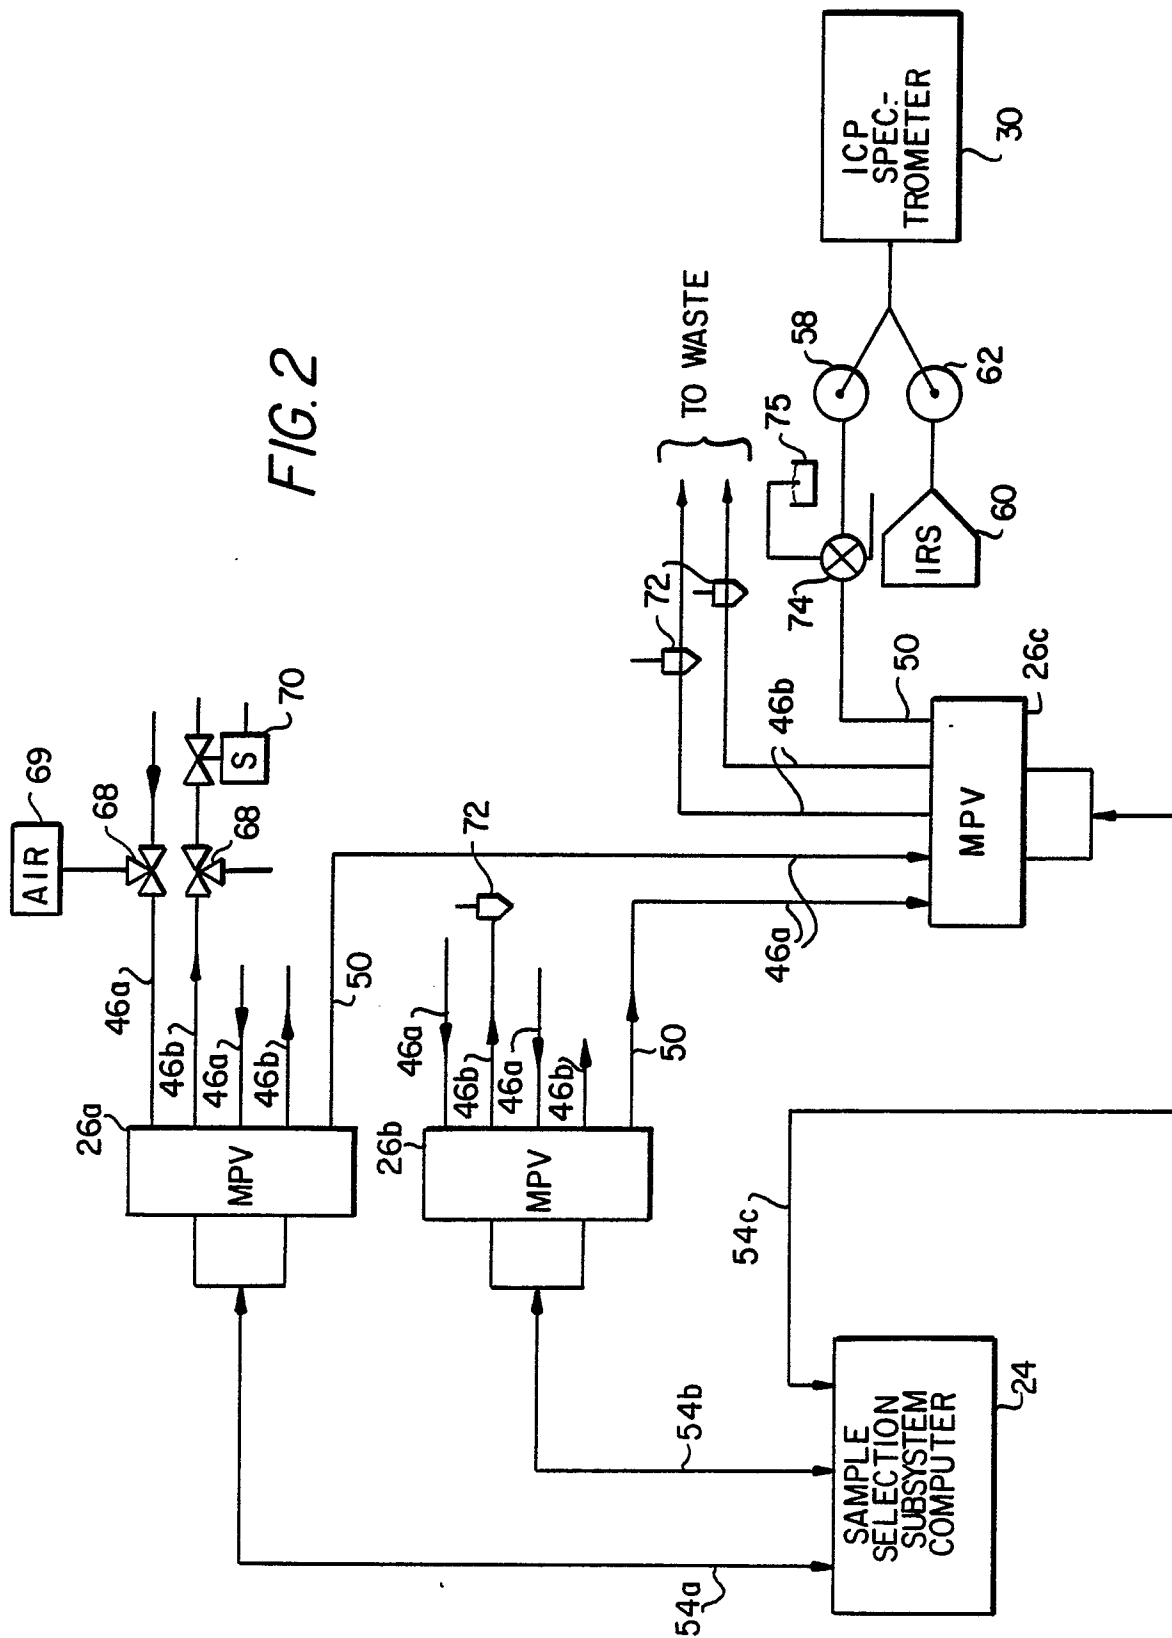 FIG. 2
AIR
69
68
68
S
70
46a
46b
46a
46b
50
26a
MPV
46a
46b
46a
46b
50
72
26b
MPV
54a
54b
54c
SAMPLE
SELECTION
SUBSYSTEM
COMPUTER
24
46a
46b
50
MPV
26c
72
TO WASTE
74
75
58
IRS
60
62
ICP
SPEC-
TROMETER
30